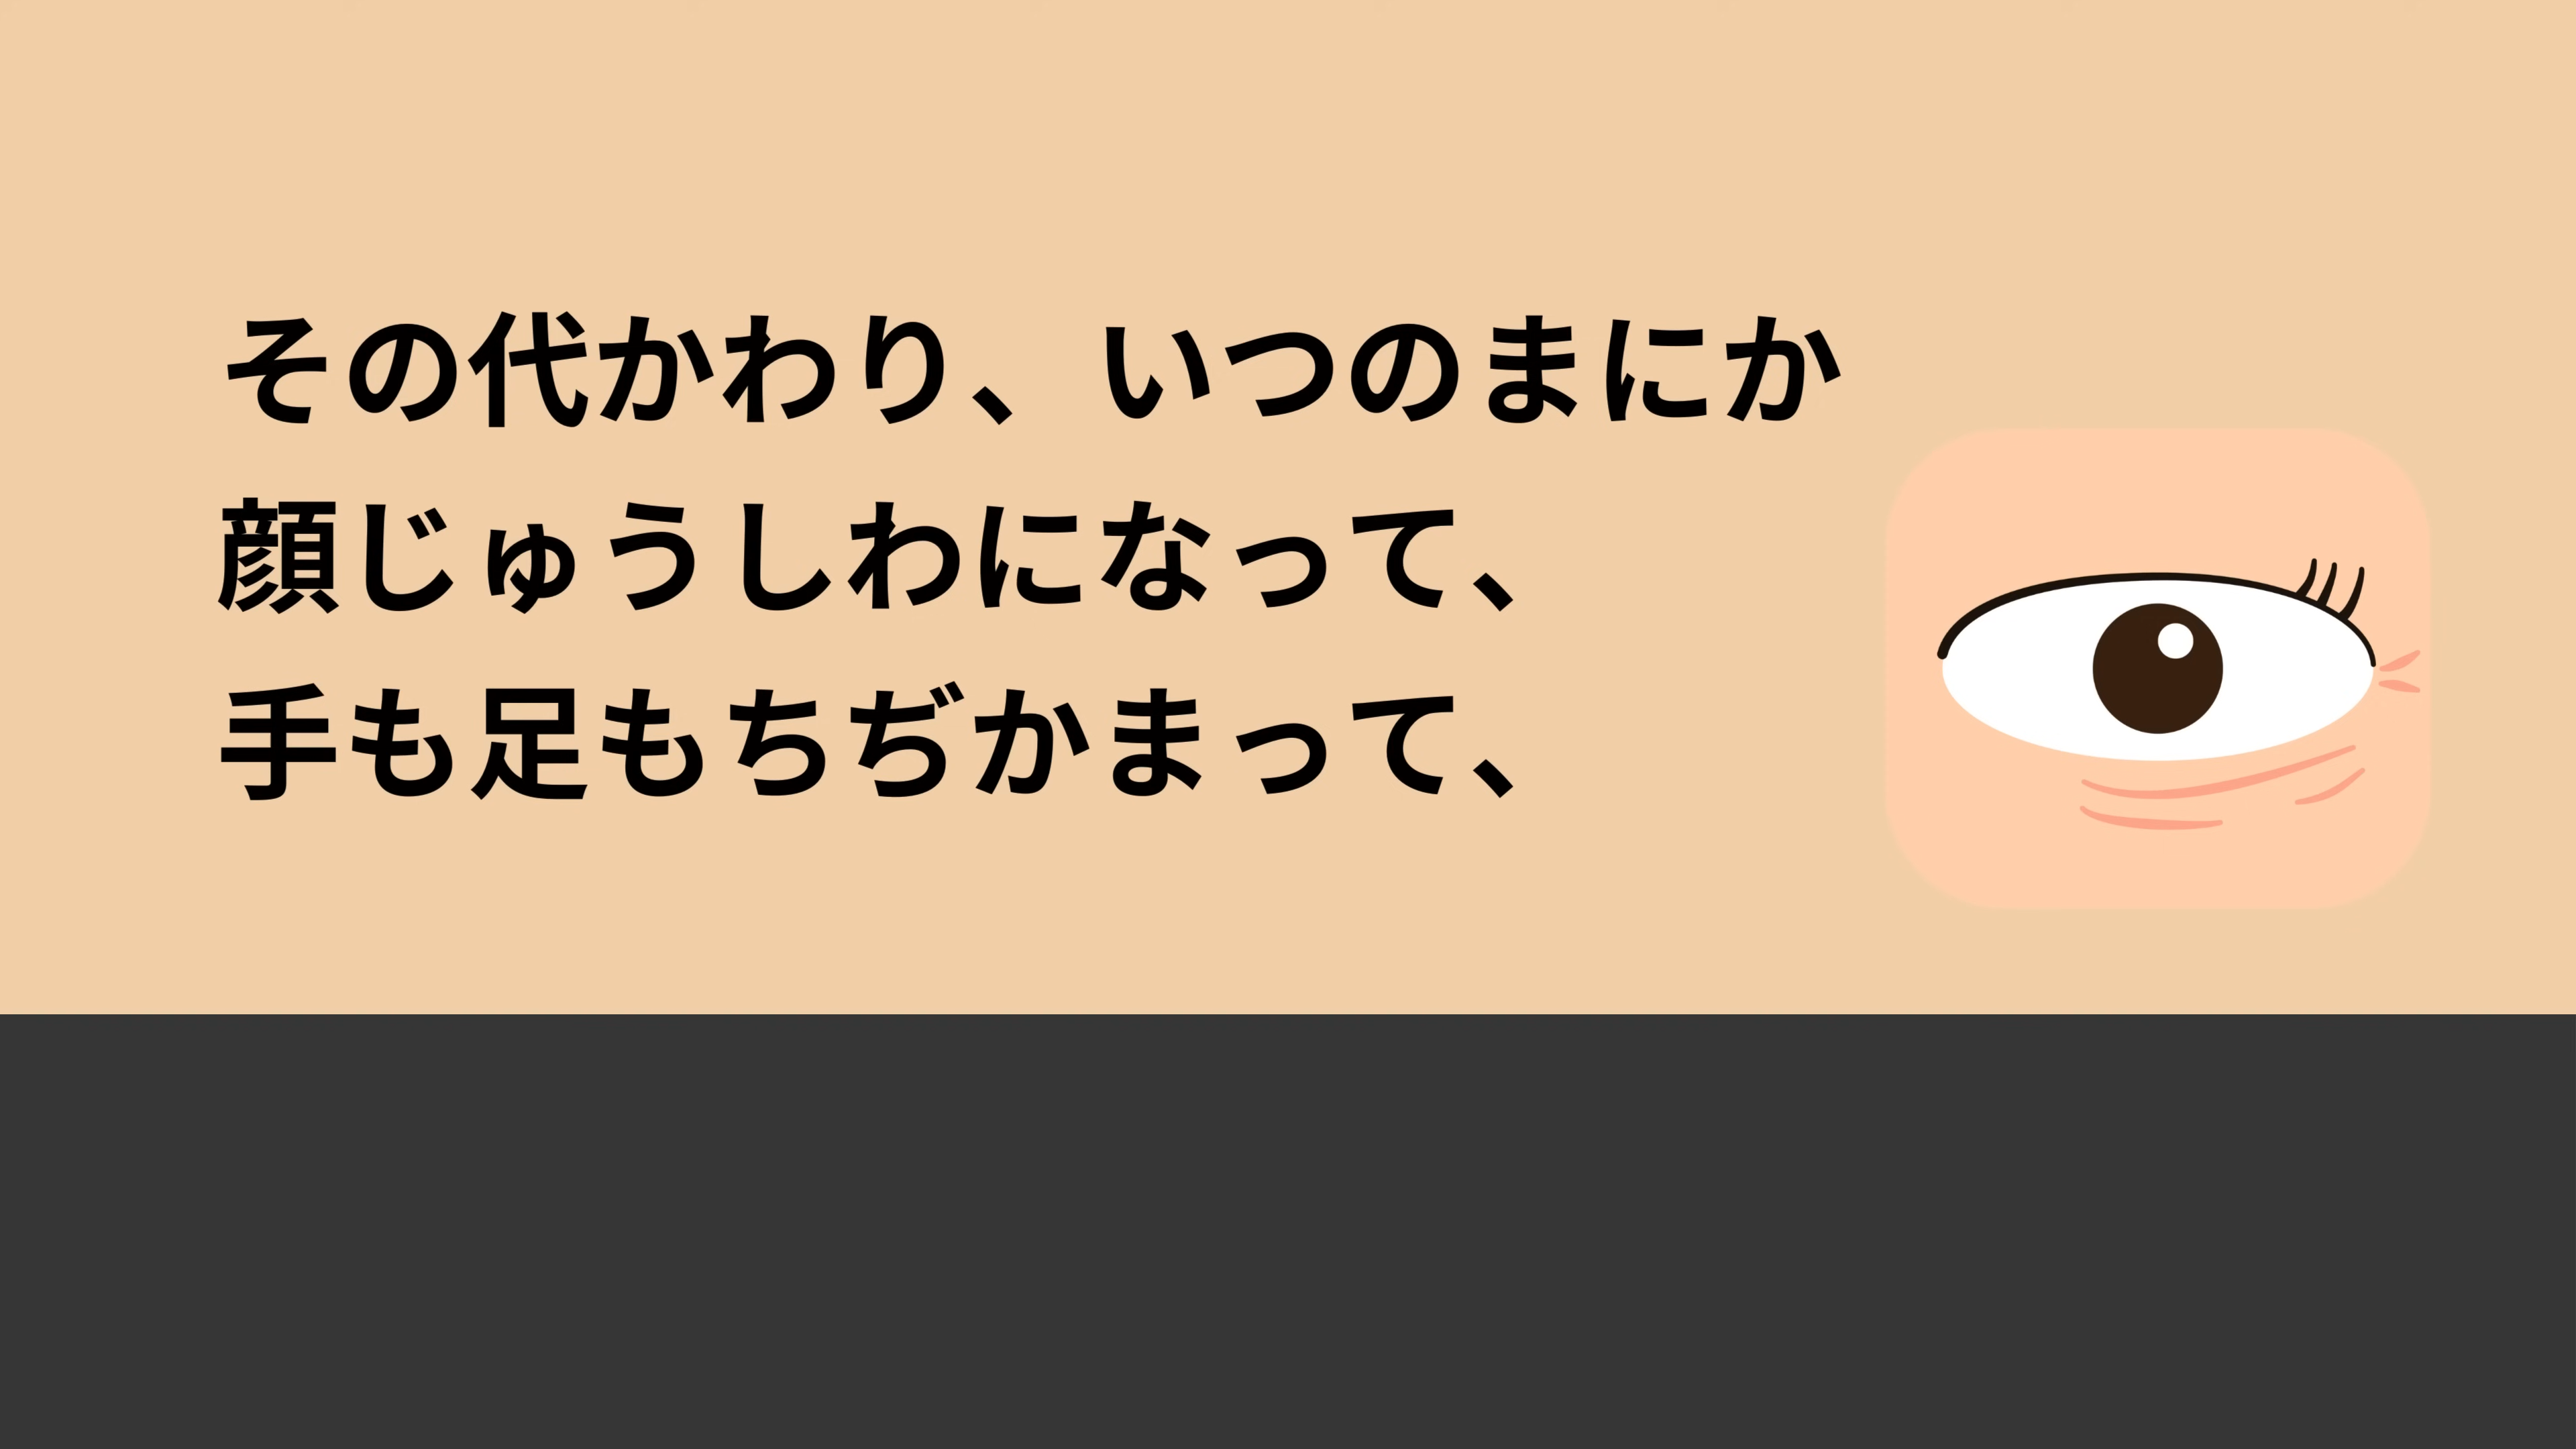 その代かわり、いつのまにか
顔じゅうしわになって、
手も足もちぢかまって、